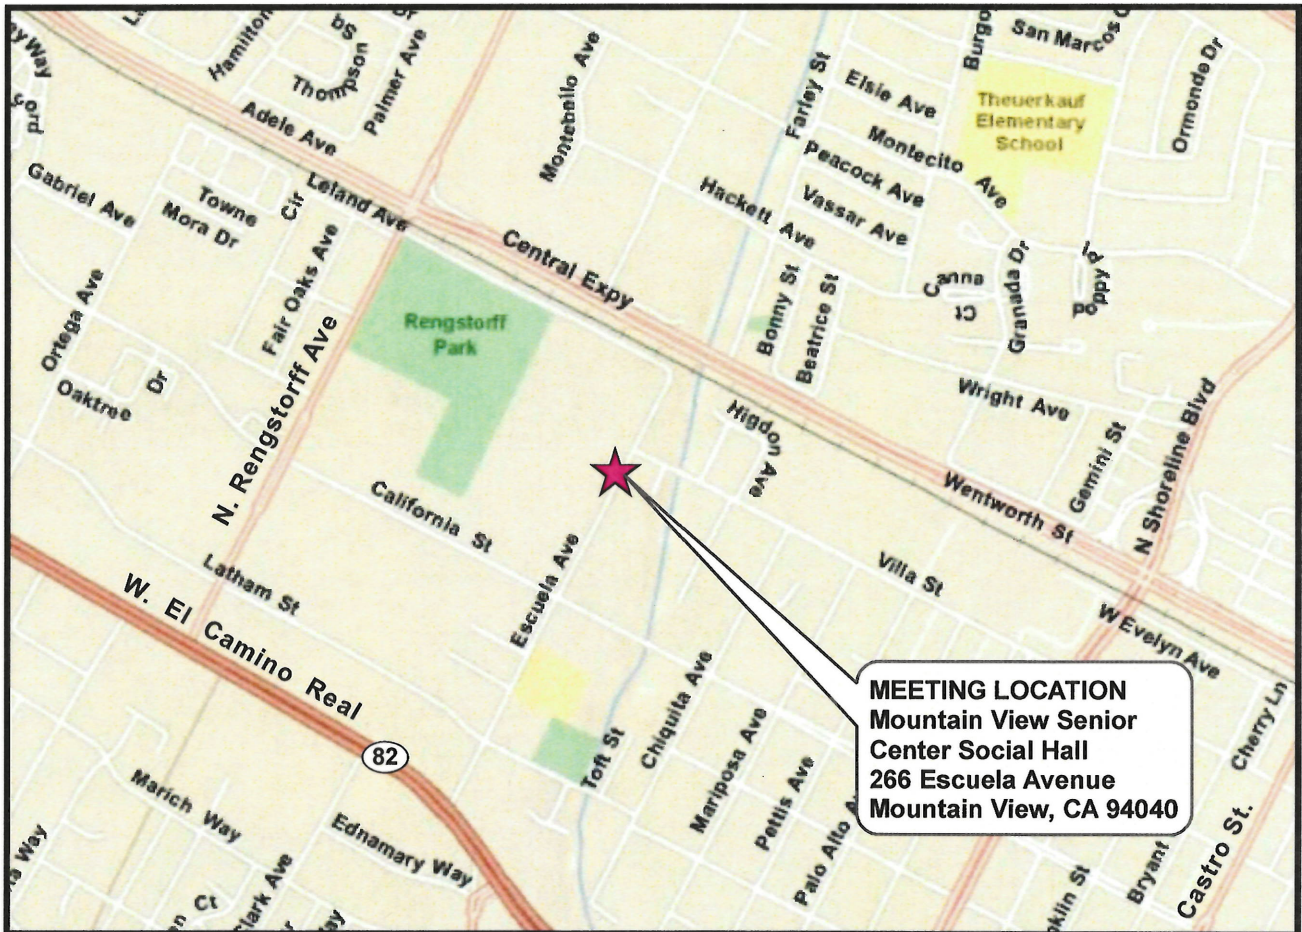 Hamilton
Thompson
Palmer Ave
Montebello Ave
Farley St
Elsie Ave
San Marcos
Ormonde Dr
Theuerkauf
Elementary
School
Adele Ave
Montecito Ave
Peacock Ave
Vassar Ave
Hackett Ave
Gabriel Ave
Towne
Cir
Mora Dr
Leland Ave
Central Expy
Fair Oaks Ave
Ortega Ave
Oaktree Dr
Rengstorff
Park
Bonny St
Beatrice St
Canna
Ct
Granada Dr
Poppy Pl
N. Rengstorff Ave
Wright Ave
Higdon Ave
Gemini St
N Shoreline Blvd
Wentworth St
California St
Escuela Ave
Villa St
Latham St
W. El Camino Real
82
W Evelyn Ave
Cherry Ln
Toft St
Chiquita Ave
Mariposa Ave
Pettis Ave
Palo Alto
MEETING LOCATION
Mountain View Senior
Center Social Hall
266 Escuela Avenue
Mountain View, CA 94040
Marich Way
Ednamary Way
Bryant
Castro St.
Ct